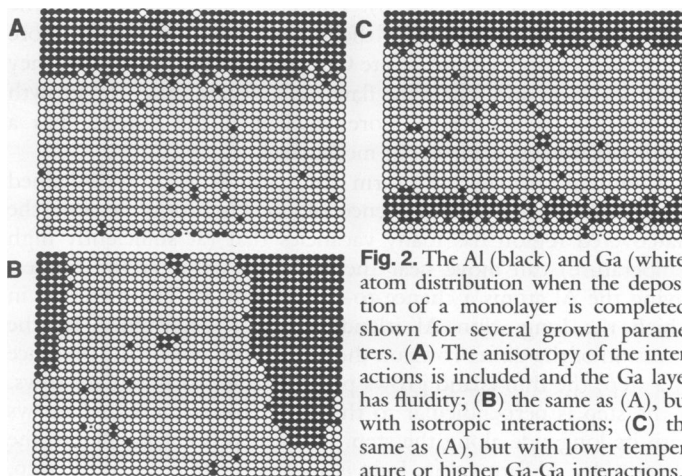 A
C
B
Fig. 2. The Al (black) and Ga (white
atom distribution when the depos
tion of a monolayer is completed
shown for several growth parame
ters. (A) The anisotropy of the inter
actions is included and the Ga laye
has fluidity; (B) the same as (A), bu
with isotropic interactions; (C) th
same as (A), but with lower temper
ature or higher Ga-Ga interactions.